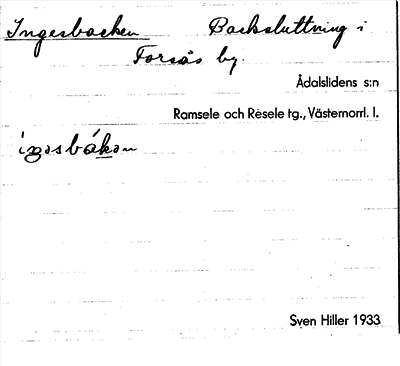 Ingesbacken Backsluttning i
Forsås by.
Ådalslidens s:n
Ramsele och Resele tg., Västernorrl. l.
Sven Hiller 1933